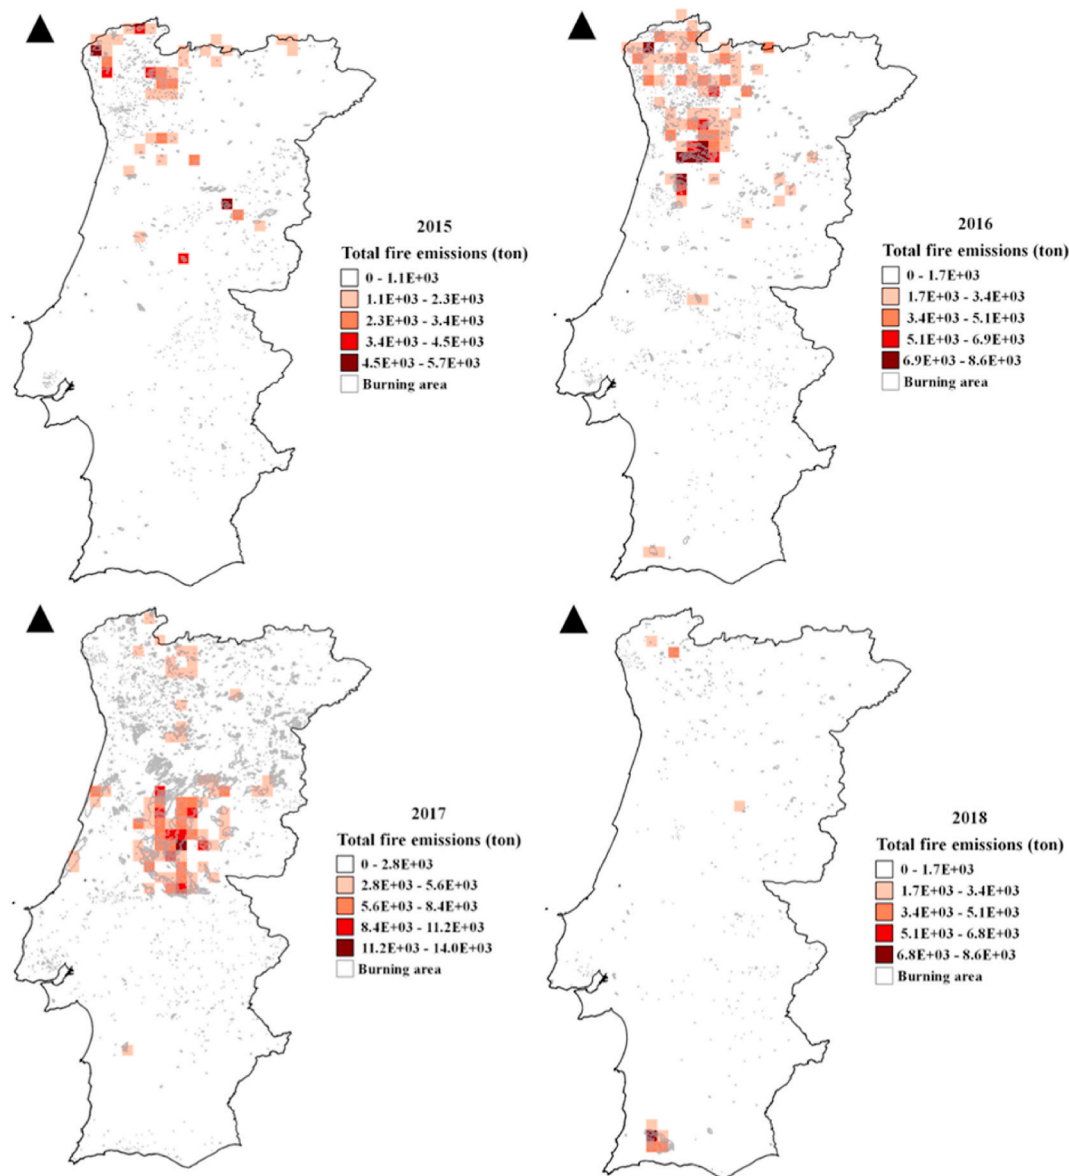 2015
Total fire emissions (ton)
0 - 1.1E+03
1.1E+03 - 2.3E+03
2.3E+03 - 3.4E+03
3.4E+03 - 4.5E+03
4.5E+03 - 5.7E+03
Burning area
2016
Total fire emissions (ton)
0 - 1.7E+03
1.7E+03 - 3.4E+03
3.4E+03 - 5.1E+03
5.1E+03 - 6.9E+03
6.9E+03 - 8.6E+03
Burning area
2017
Total fire emissions (ton)
0 - 2.8E+03
2.8E+03 - 5.6E+03
5.6E+03 - 8.4E+03
8.4E+03 - 11.2E+03
11.2E+03 - 14.0E+03
Burning area
2018
Total fire emissions (ton)
0 - 1.7E+03
1.7E+03 - 3.4E+03
3.4E+03 - 5.1E+03
5.1E+03 - 6.8E+03
6.8E+03 - 8.6E+03
Burning area